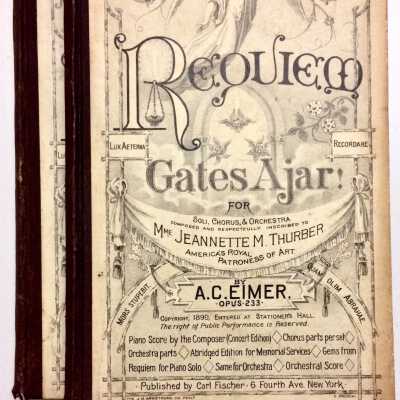 REQUIEM
LUX AETERNA
RECORDARE
Gates Ajar!
FOR
SOLI, CHORUS, & ORCHESTRA
COMPOSED AND RESPECTFULLY INSCRIBED TO
MME JEANNETTE M. THURBER
AMERICA'S ROYAL
PATRONESS OF ART
MORS STUPEBIT
QUAM OLIM ABRAHAE
BY
A.C. EIMER.
·OPUS·233·
COPYRIGHT, 1890, ENTERED AT STATIONER'S HALL.
The right of Public Performance is Reserved.
Piano Score by the Composer (Concert Edition) ◇ Chorus parts per set ◇
Orchestra parts ◇ Abridged Edition for Memorial Services ◇ Gems from
Requiem for Piano Solo ◇ Same for Orchestra ◇ Orchestral Score ◇
Published by Carl Fischer - 6 Fourth Ave. New York.